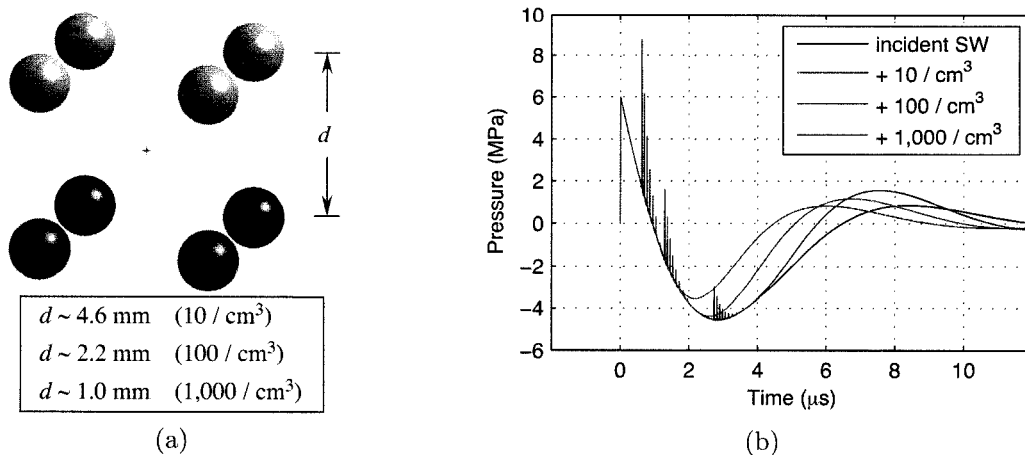 d
d ~ 4.6 mm (10 / cm³)
d ~ 2.2 mm (100 / cm³)
d ~ 1.0 mm (1,000 / cm³)
(a)
10
8
6
4
2
0
−2
−4
−6
Pressure (MPa)
incident SW
+ 10 / cm³
+ 100 / cm³
+ 1,000 / cm³
0 2 4 6 8 10
Time (μs)
(b)